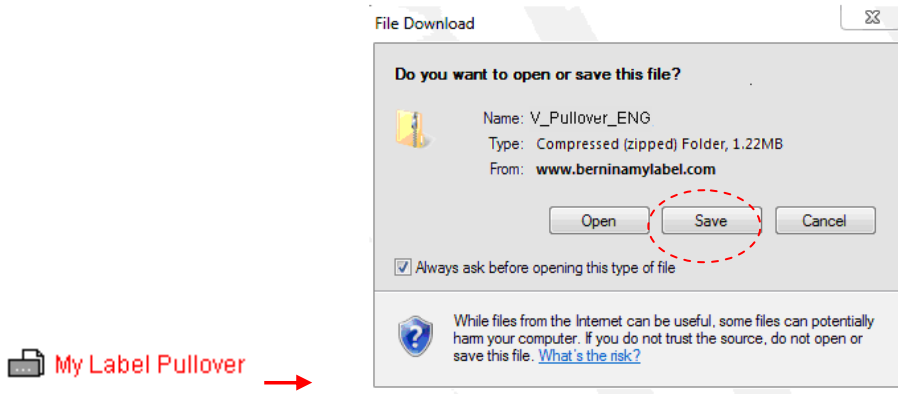 File Download
Do you want to open or save this file?
Name: V_Pullover_ENG
Type: Compressed (zipped) Folder, 1.22MB
From: www.berninamylabel.com
Open Save Cancel
Always ask before opening this type of file
While files from the Internet can be useful, some files can potentially
harm your computer. If you do not trust the source, do not open or
save this file. What's the risk?
My Label Pullover